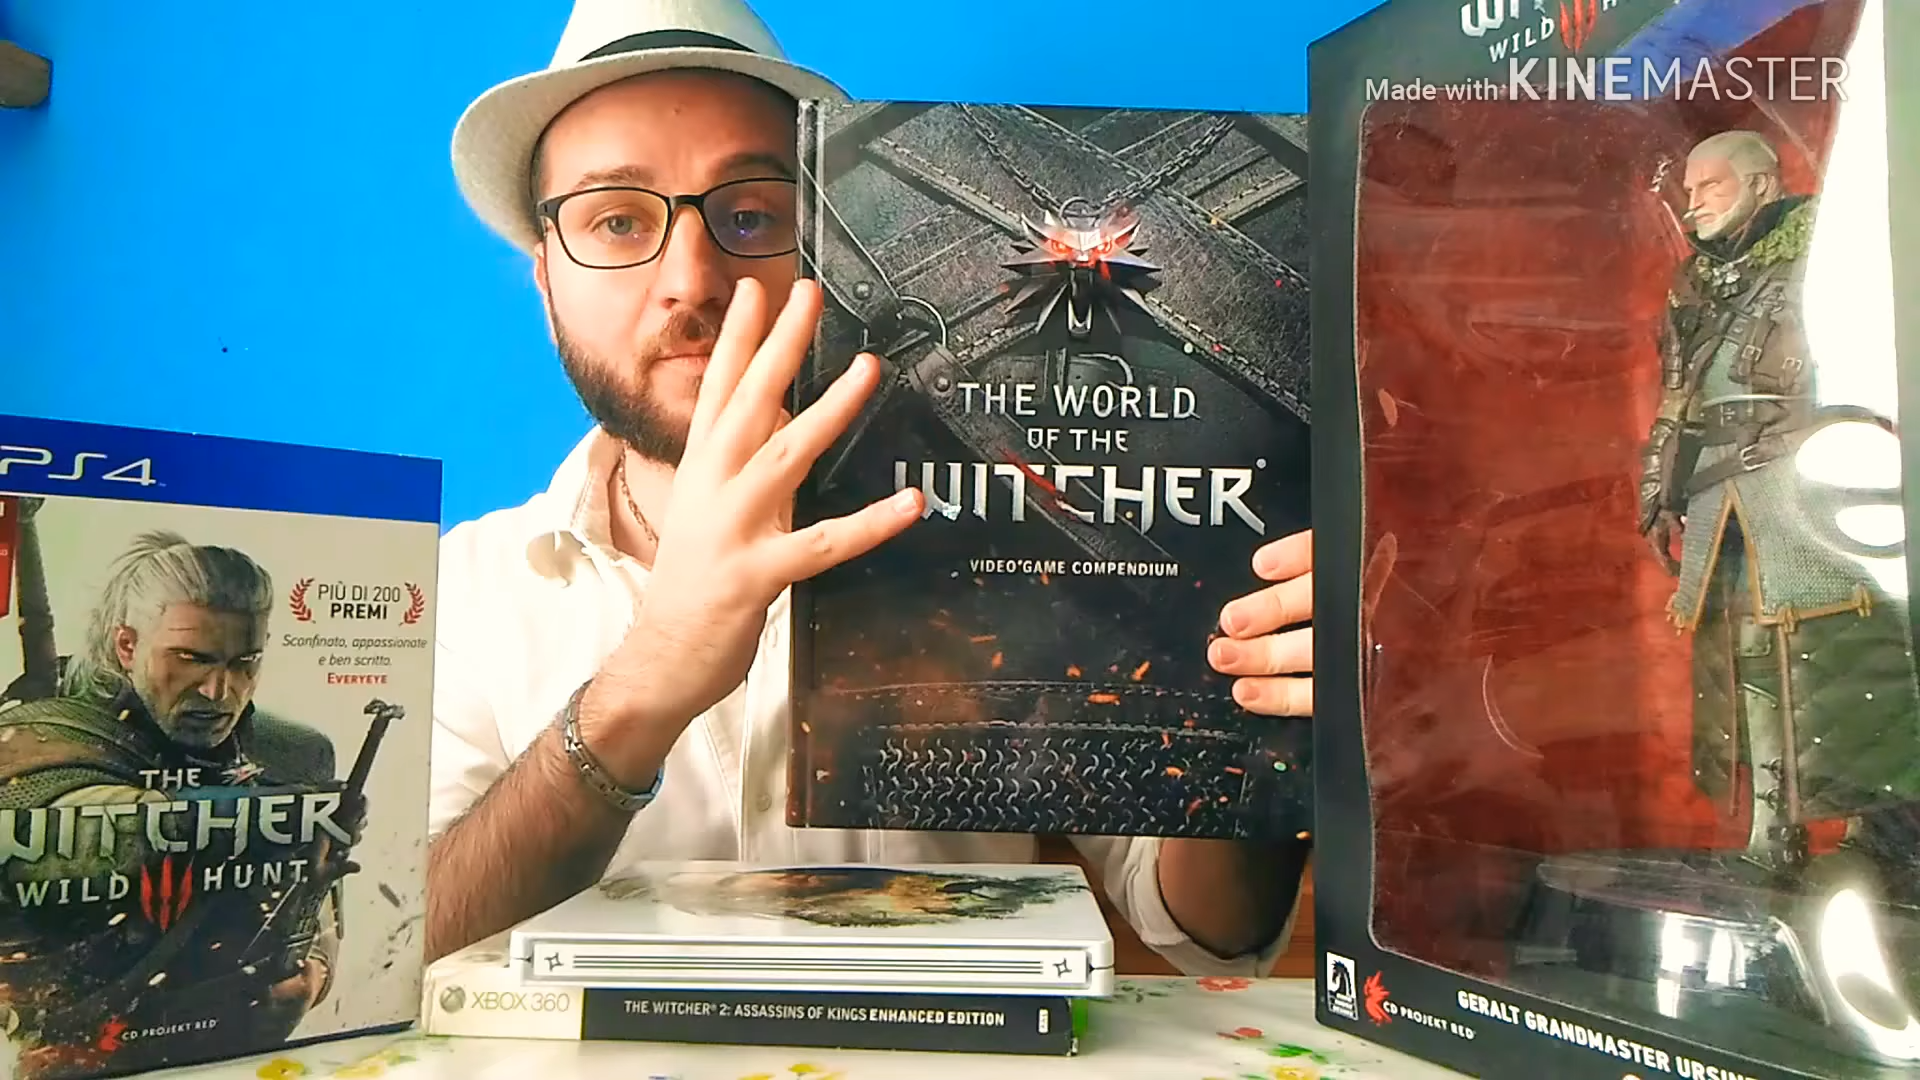 WILD
Made with KINEMASTER
PS4
PIÙ DI 200
PREMI
Sconfinato, appassionate
e ben scritto.
EVERYEYE
THE
WITCHER
WILD HUNT
CD PROJEKT RED
THE WORLD
OF THE
WITCHER
VIDEO GAME COMPENDIUM
XBOX 360
THE WITCHER 2: ASSASSINS OF KINGS ENHANCED EDITION
CD PROJEKT RED
GERALT GRANDMASTER